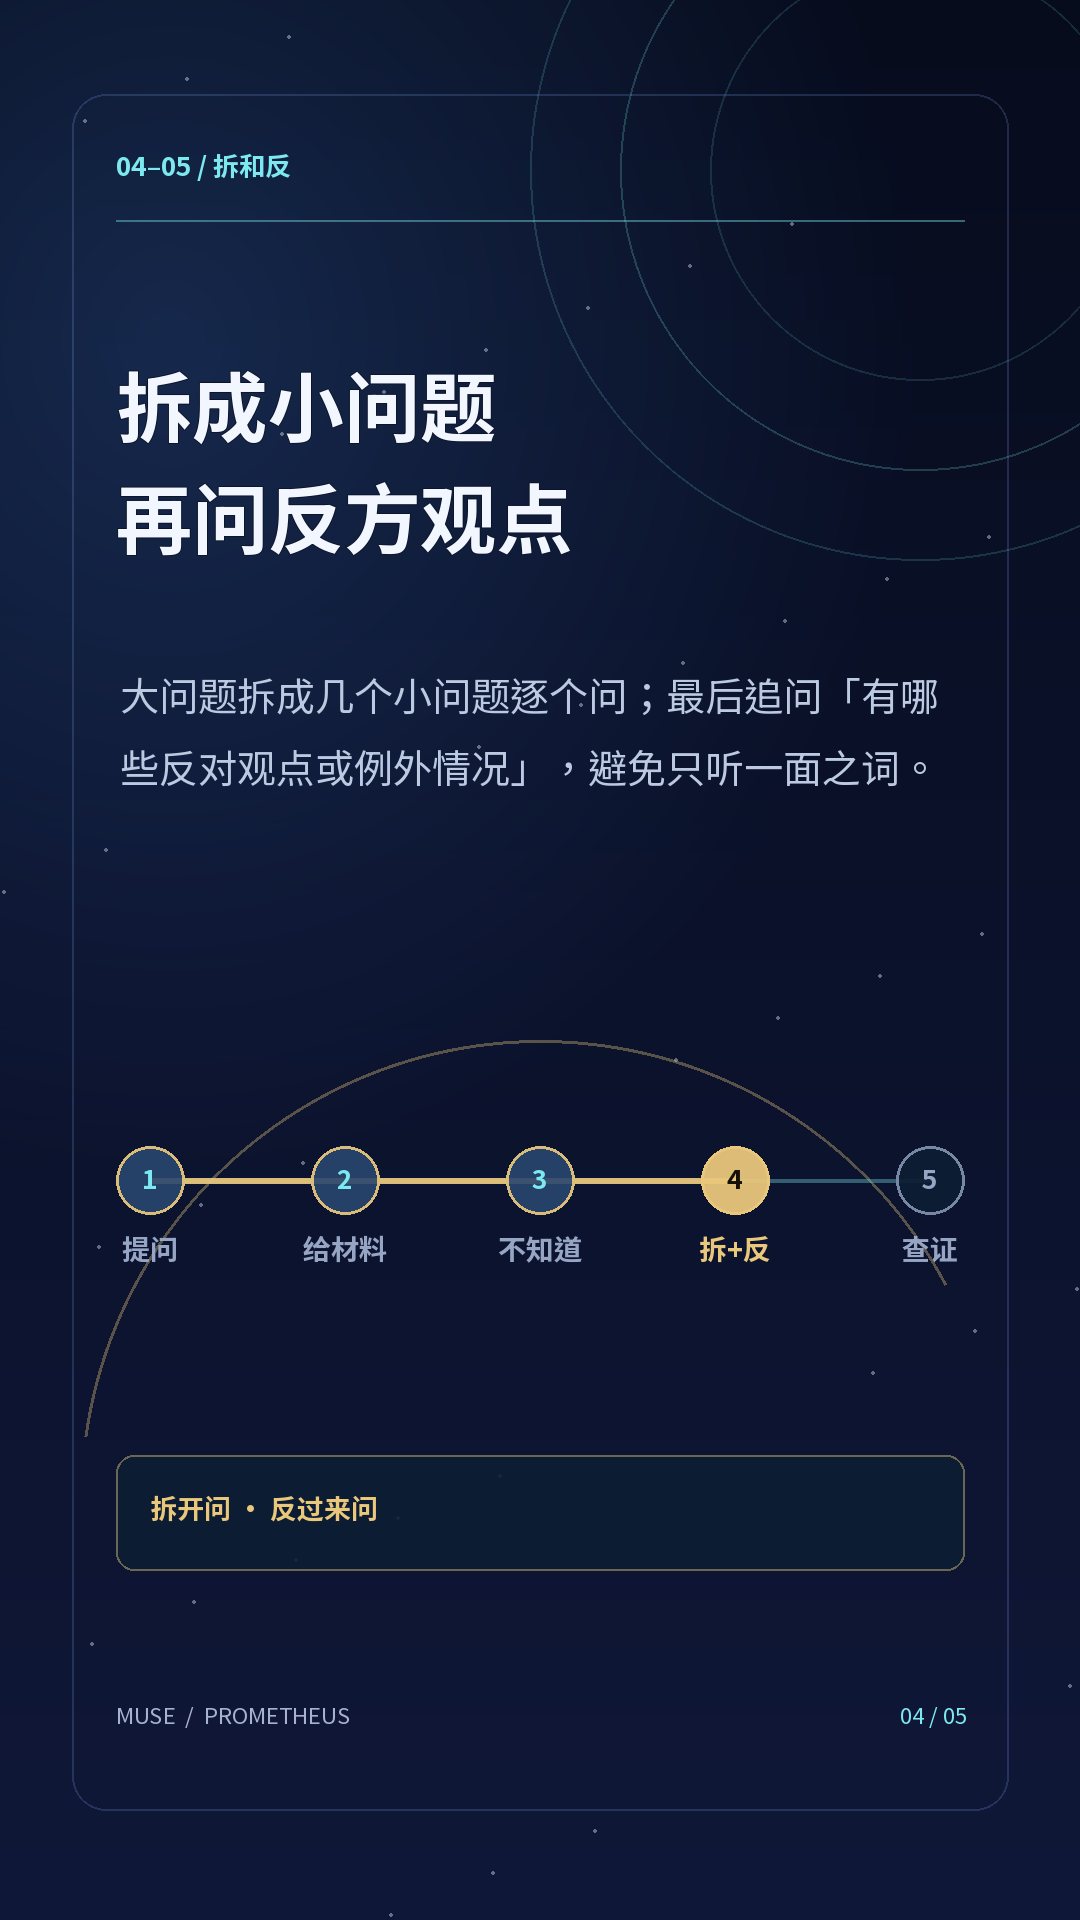 04–05 / 拆和反
拆成小问题
再问反方观点
大问题拆成几个小问题逐个问；最后追问「有哪
些反对观点或例外情况」，避免只听一面之词。
1 2 3 4 5
提问 给材料 不知道 拆+反 查证
拆开问 · 反过来问
MUSE / PROMETHEUS 04 / 05